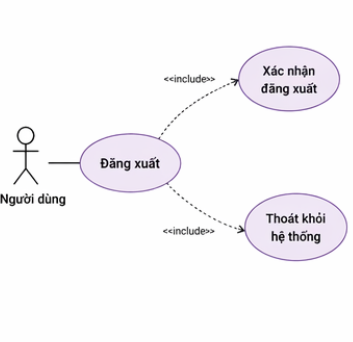 <<include>>
Xác nhận
đăng xuất
Đăng xuất
Người dùng
<<include>>
Thoát khỏi
hệ thống